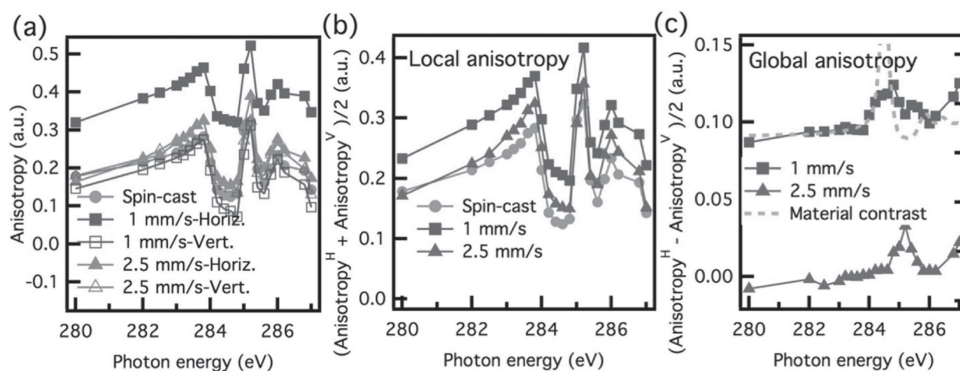 (a)
Anisotropy (a.u.)
0.5
0.4
0.3
0.2
0.1
0.0
-0.1
Spin-cast
1 mm/s-Horiz.
1 mm/s-Vert.
2.5 mm/s-Horiz.
2.5 mm/s-Vert.
280 282 284 286
Photon energy (eV)
(b)
(Anisotropy H + Anisotropy V )/2 (a.u.)
Local anisotropy
0.4
0.3
0.2
0.1
0.0
Spin-cast
1 mm/s
2.5 mm/s
280 282 284 286
Photon energy (eV)
(c)
(Anisotropy H - Anisotropy V )/2 (a.u.)
Global anisotropy
0.15
0.10
0.05
0.00
1 mm/s
2.5 mm/s
Material contrast
280 282 284 286
Photon energy (eV)